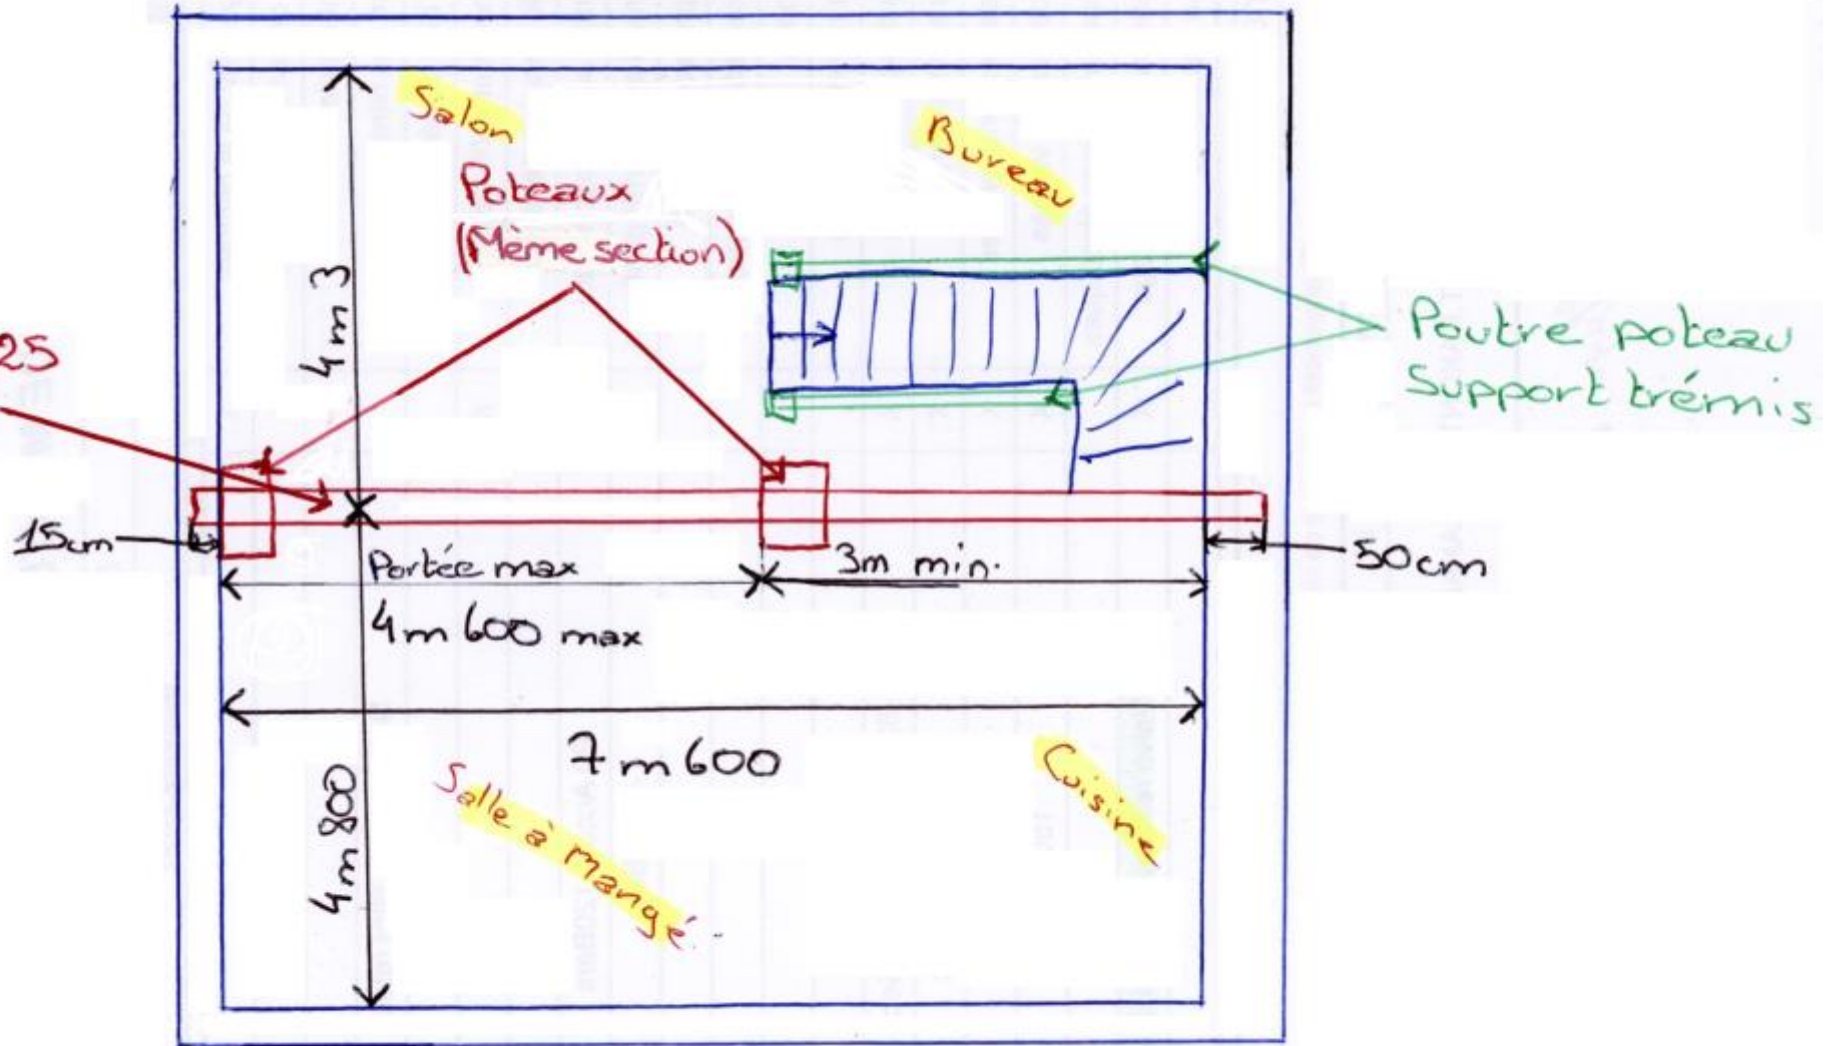 Salon
Bureau
Poteaux
(Même section)
4m3
25
Poutre poteau
Support trémis
15cm
Portée max
3m min.
50cm
4m600 max
7m600
4m800
Salle à mangé.
Cuisine